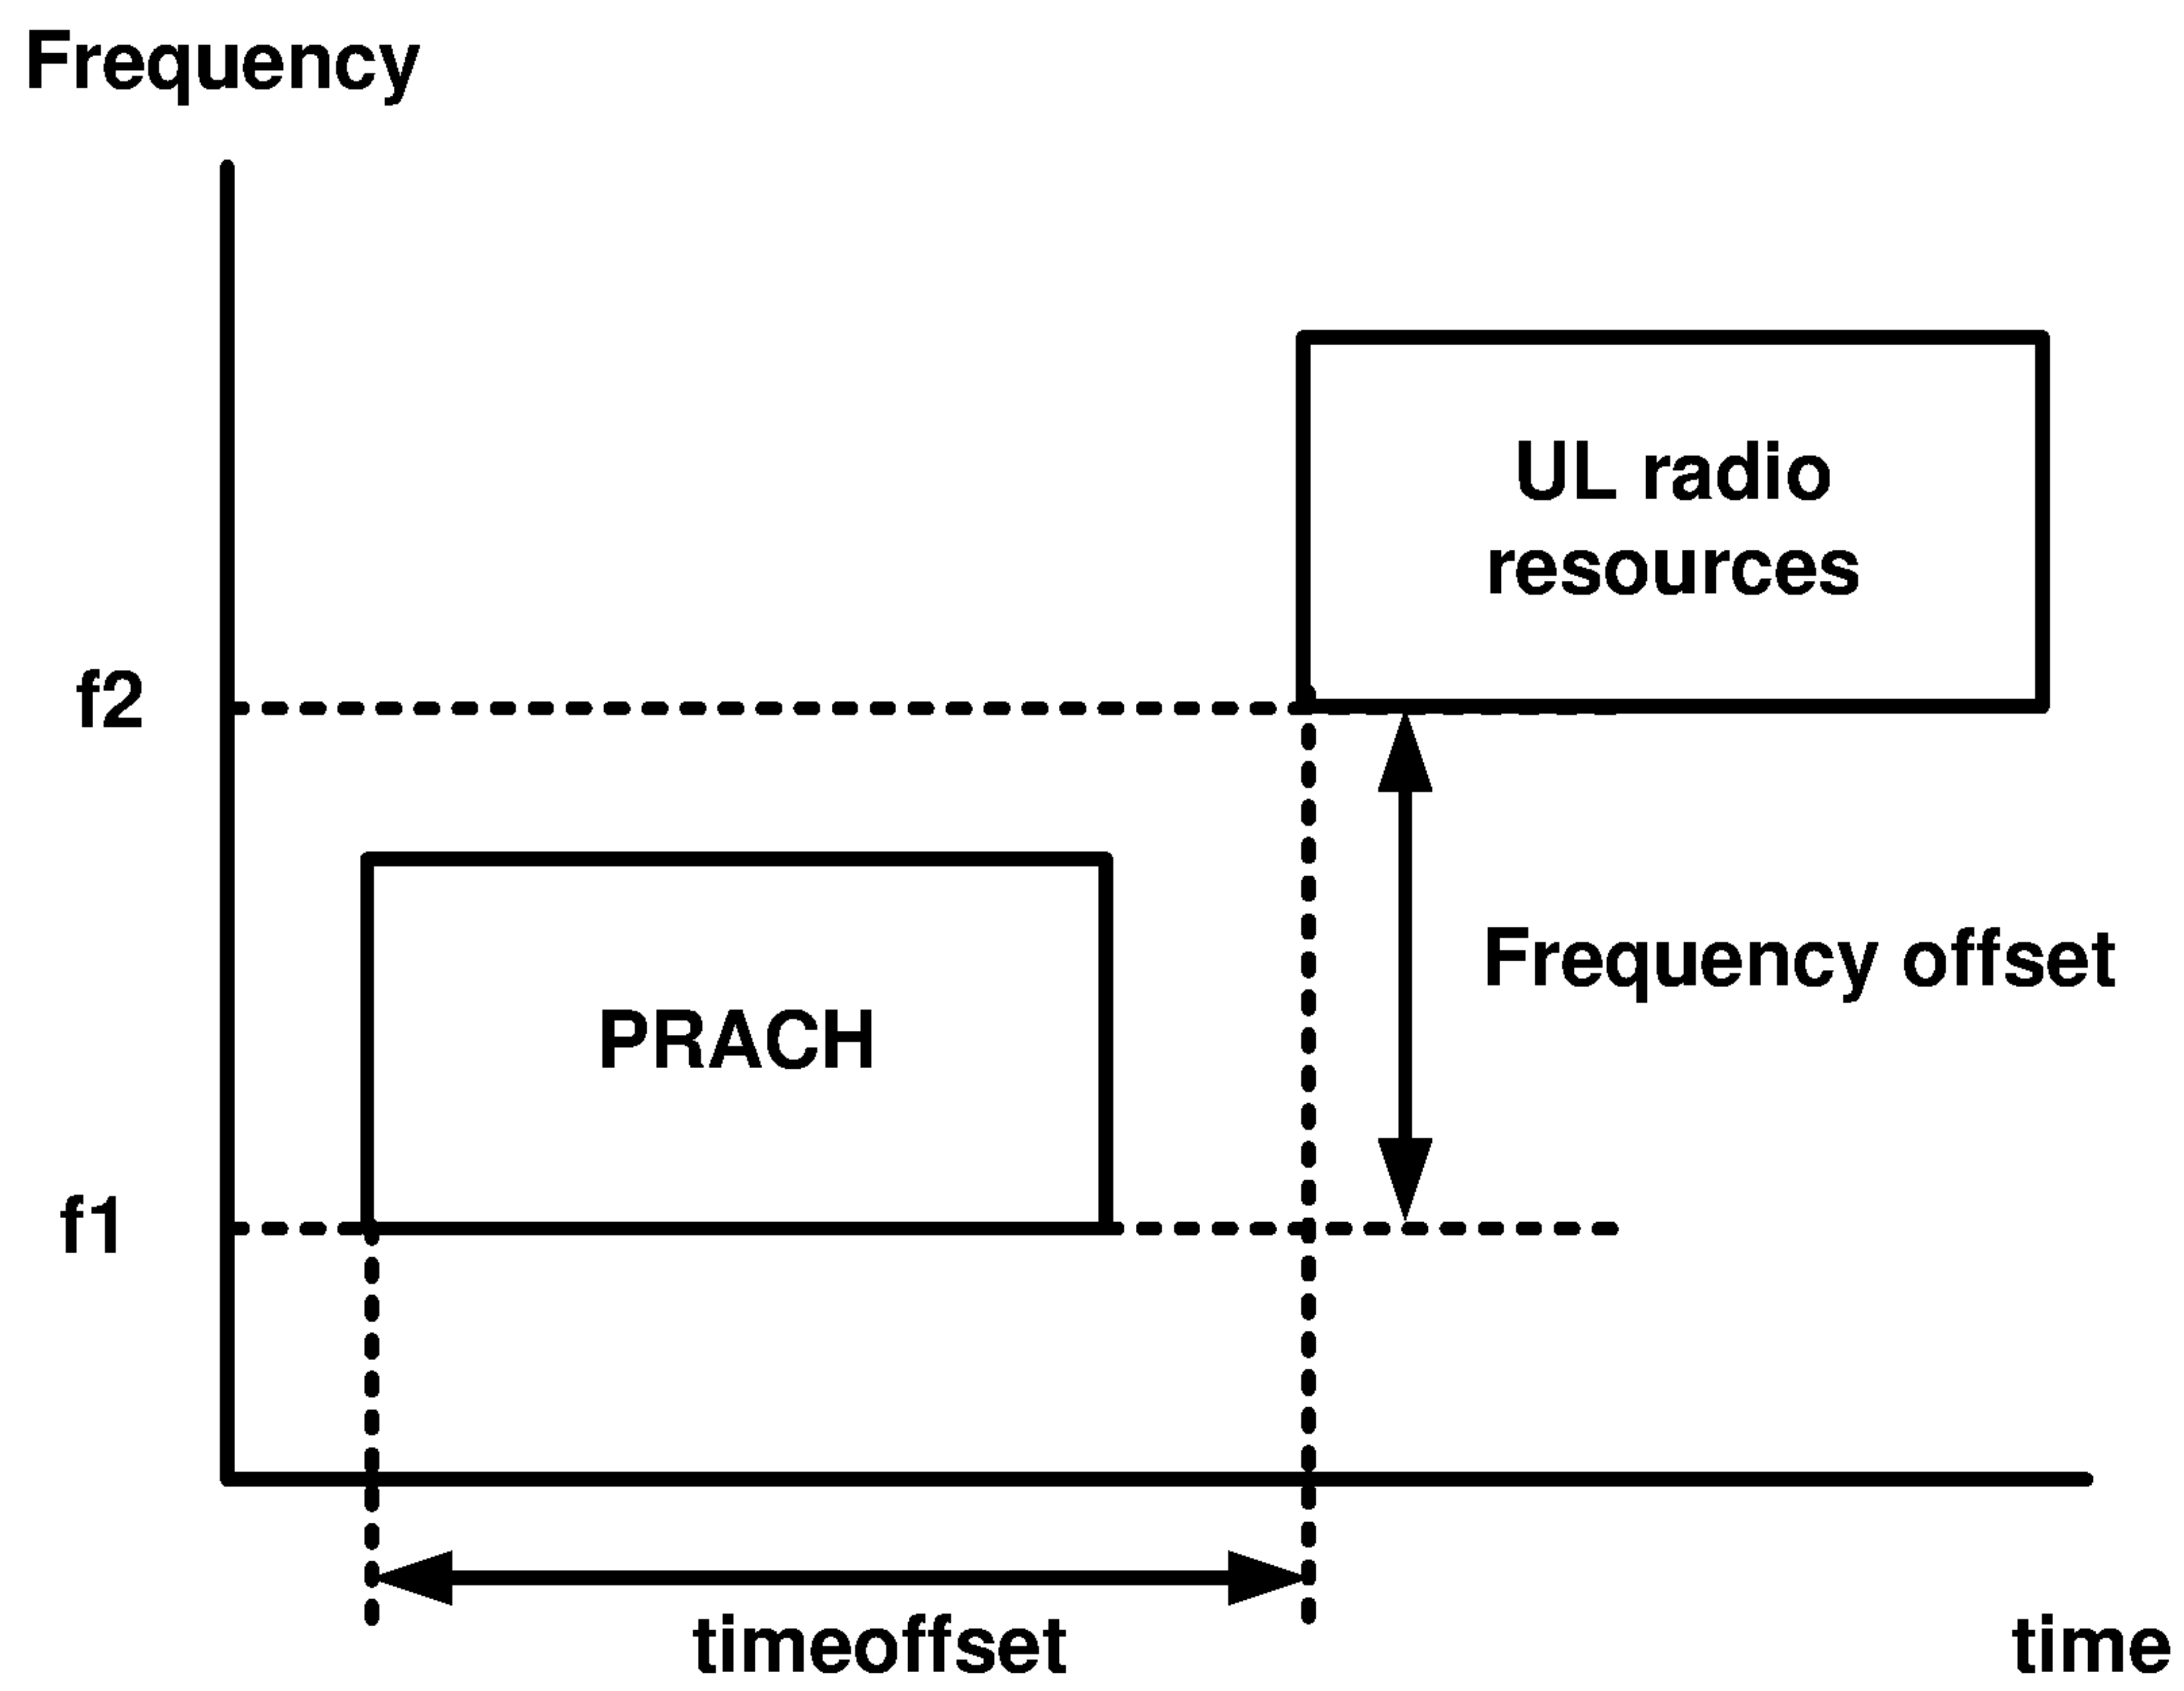 Frequency
UL radio
resources
f2
Frequency offset
PRACH
f1
timeoffset
time